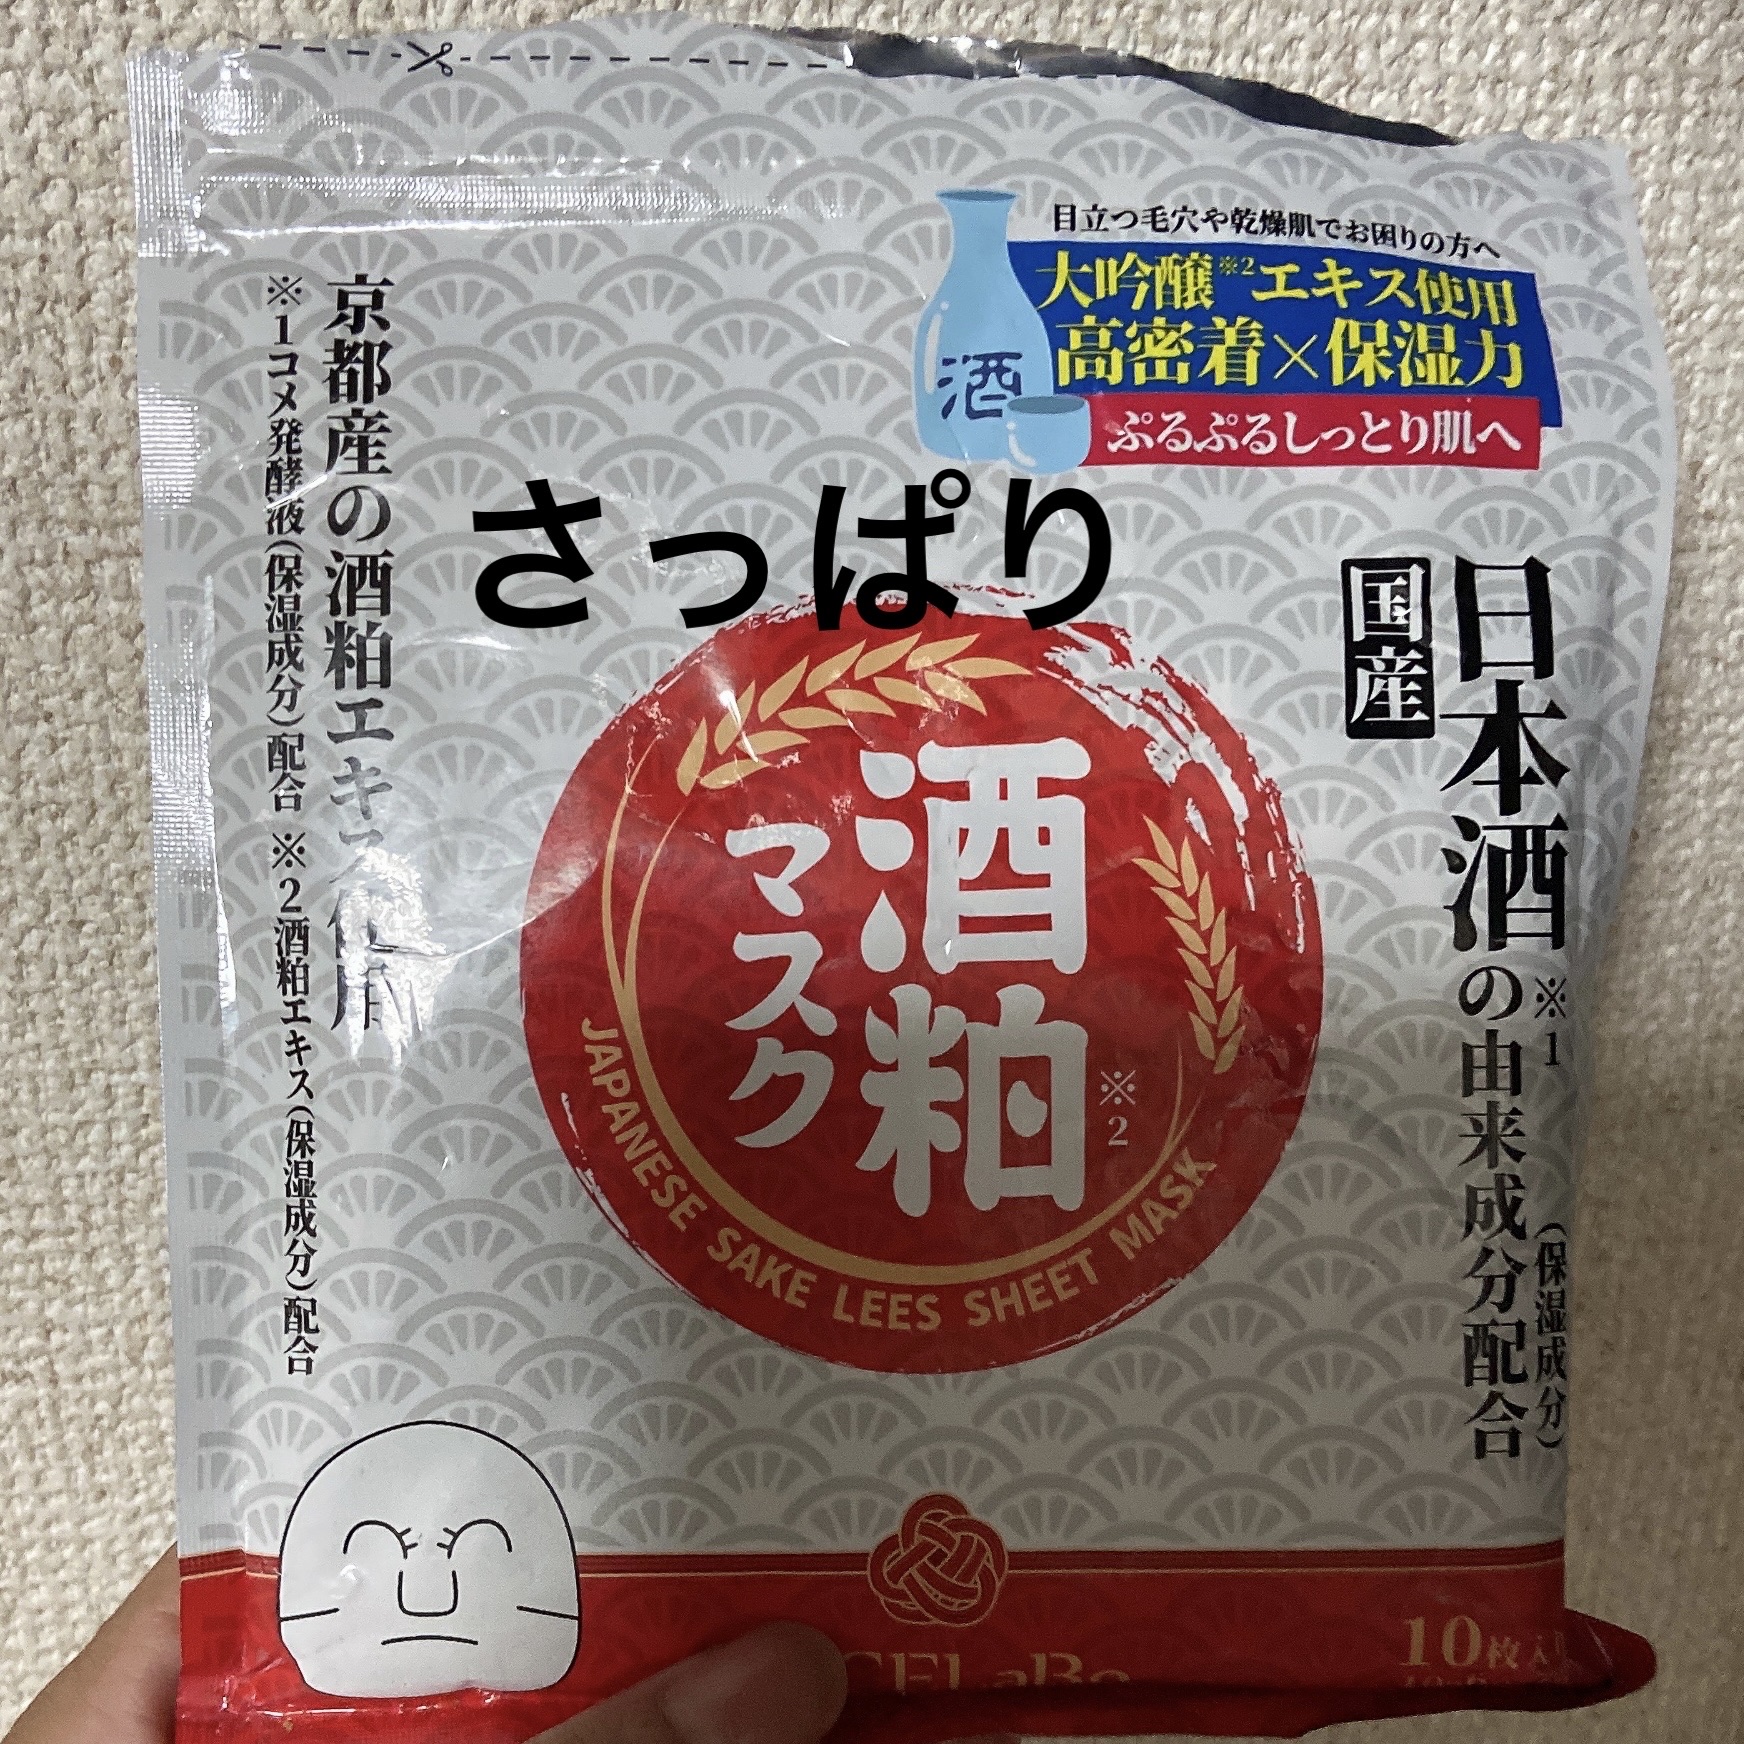 目立つ毛穴や乾燥肌でお困りの方へ
大吟醸※2エキス使用
高密着×保湿力
ぷるぷるしっとり肌へ
酒
さっぱり
国産
日本酒※1の由来成分配合
(保湿成分)
酒粕※2
マスク
JAPANESE SAKE LEES SHEET MASK
京都産の酒粕エキス使用
※1コメ発酵液(保湿成分)配合 ※2酒粕エキス(保湿成分)配合
10枚入り